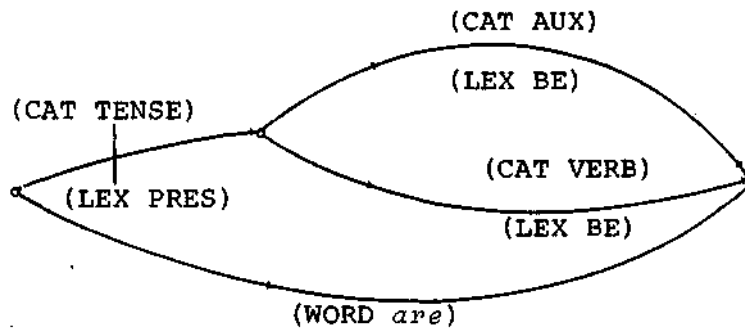 (CAT AUX)
(LEX BE)
(CAT TENSE)
(CAT VERB)
(LEX PRES)
(LEX BE)
(WORD are)